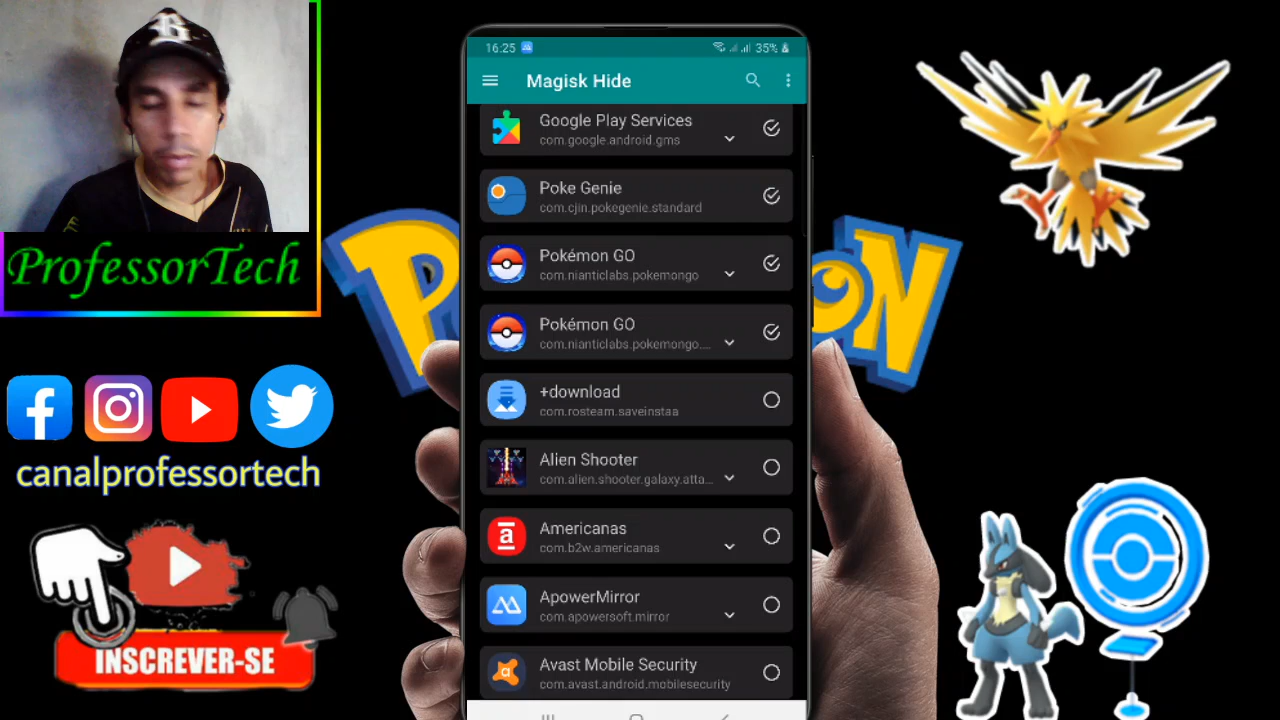 16:25
35%
Magisk Hide
Google Play Services
com.google.android.gms
Poke Genie
com.cjin.pokegenie.standard
Pokémon GO
com.nianticlabs.pokemongo
Pokémon GO
com.nianticlabs.pokemongo....
+download
com.rosteam.saveinstaa
Alien Shooter
com.alien.shooter.galaxy.atta...
Americanas
com.b2w.americanas
ApowerMirror
com.apowersoft.mirror
Avast Mobile Security
com.avast.android.mobilesecurity
ProfessorTech
canalprofessortech
INSCREVER-SE
P ON